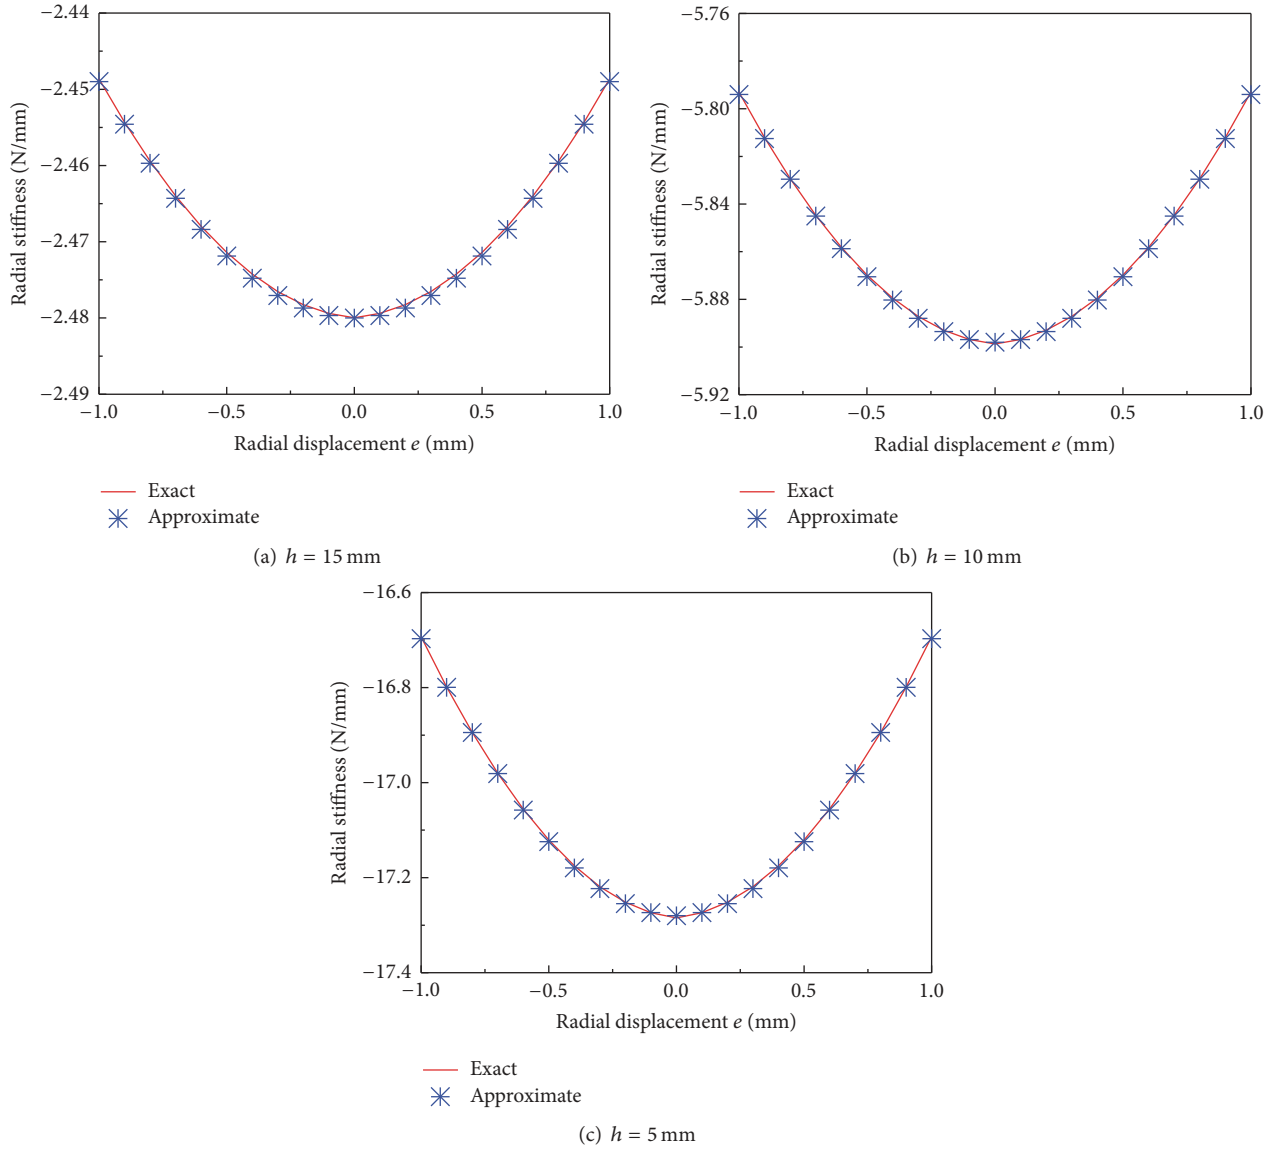 −2.44
−2.45
−2.46
−2.47
−2.48
−2.49
Radial stiffness (N/mm)
−1.0 −0.5 0.0 0.5 1.0
Radial displacement e (mm)
Exact
Approximate
(a) h = 15 mm
−5.76
−5.80
−5.84
−5.88
−5.92
Radial stiffness (N/mm)
−1.0 −0.5 0.0 0.5 1.0
Radial displacement e (mm)
Exact
Approximate
(b) h = 10 mm
−16.6
−16.8
−17.0
−17.2
−17.4
Radial stiffness (N/mm)
−1.0 −0.5 0.0 0.5 1.0
Radial displacement e (mm)
Exact
Approximate
(c) h = 5 mm